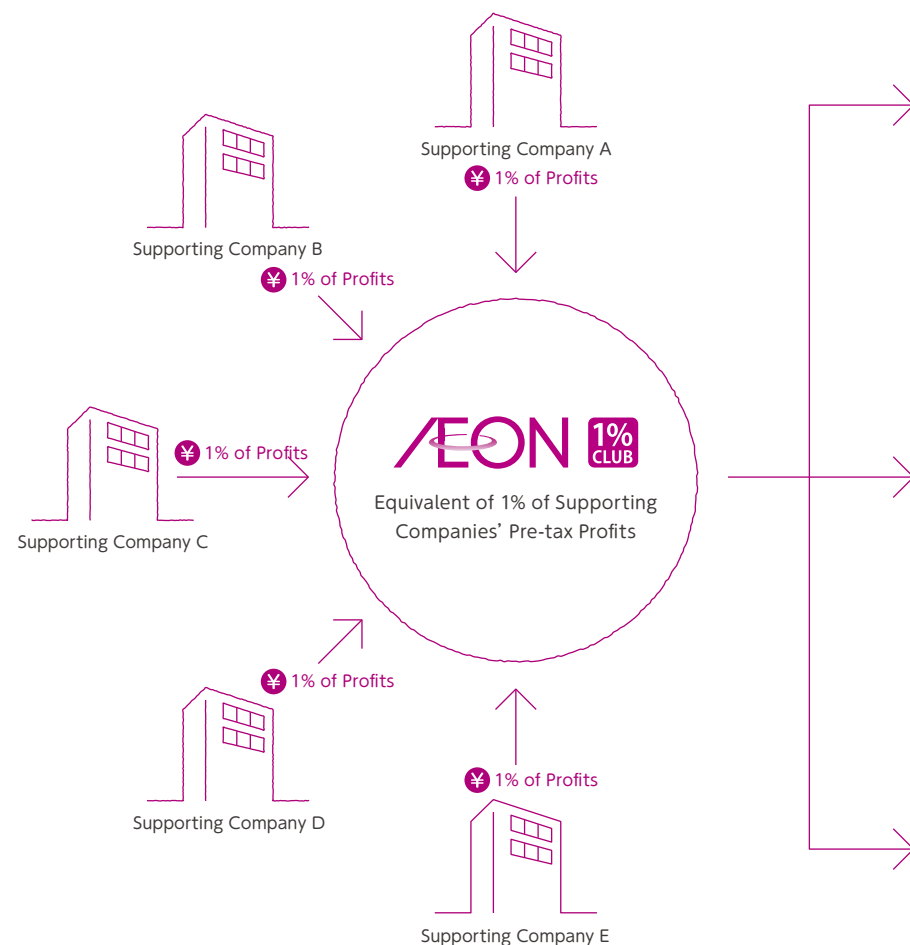 Supporting Company A
¥ 1% of Profits
Supporting Company B
¥ 1% of Profits
¥ 1% of Profits
Supporting Company C
ÆON 1% CLUB
Equivalent of 1% of Supporting
Companies’ Pre-tax Profits
¥ 1% of Profits
Supporting Company D
¥ 1% of Profits
Supporting Company E